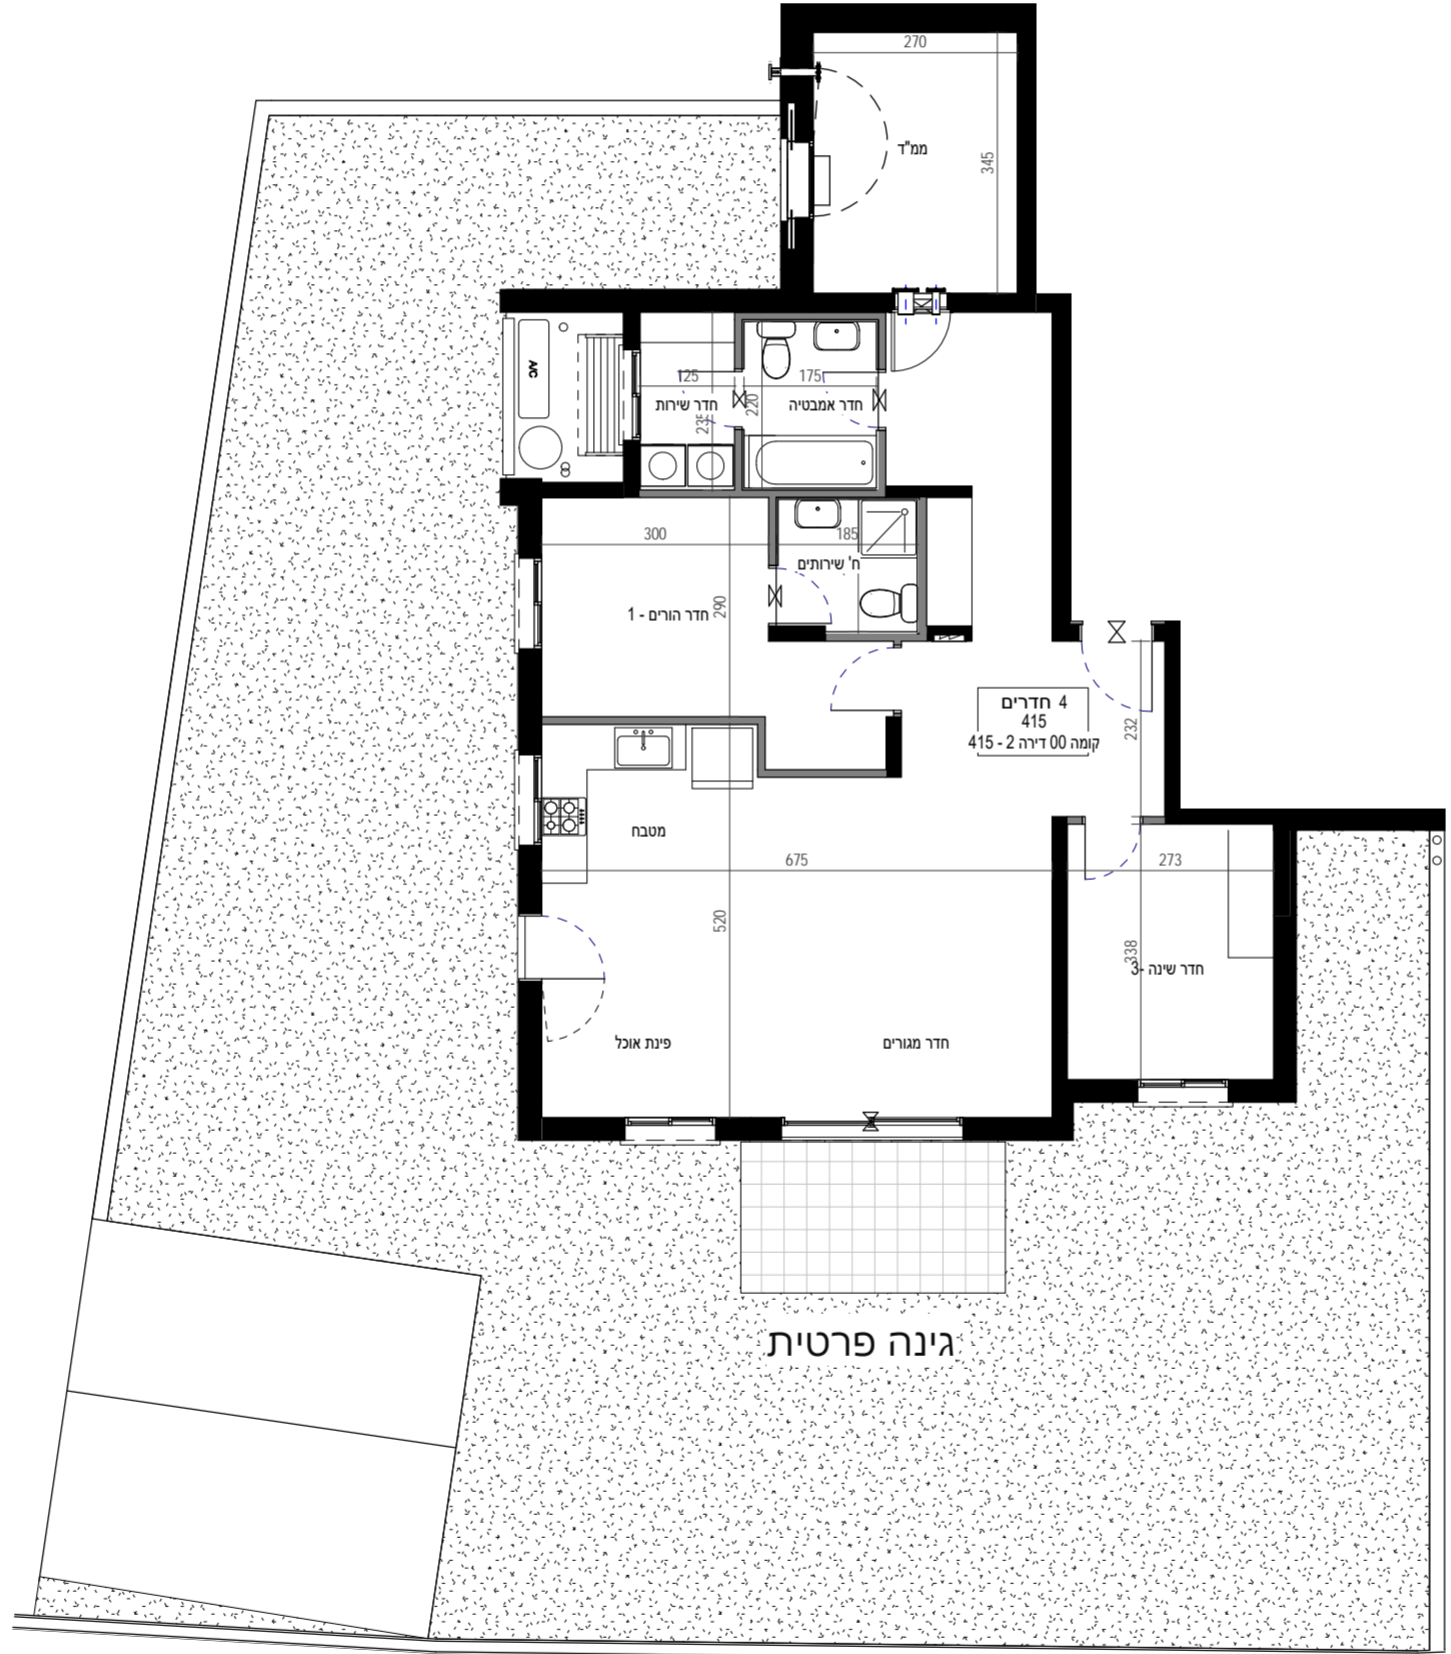 270
ממ"ד
345
A/C
125
175
חדר שירות
חדר אמבטיה
235
220
300
185
ח' שירותים
חדר הורים - 1
290
4 חדרים
415
קומה 00 דירה 2 - 415
232
מטבח
675
273
520
338
חדר שינה -3
פינת אוכל
חדר מגורים
גינה פרטית